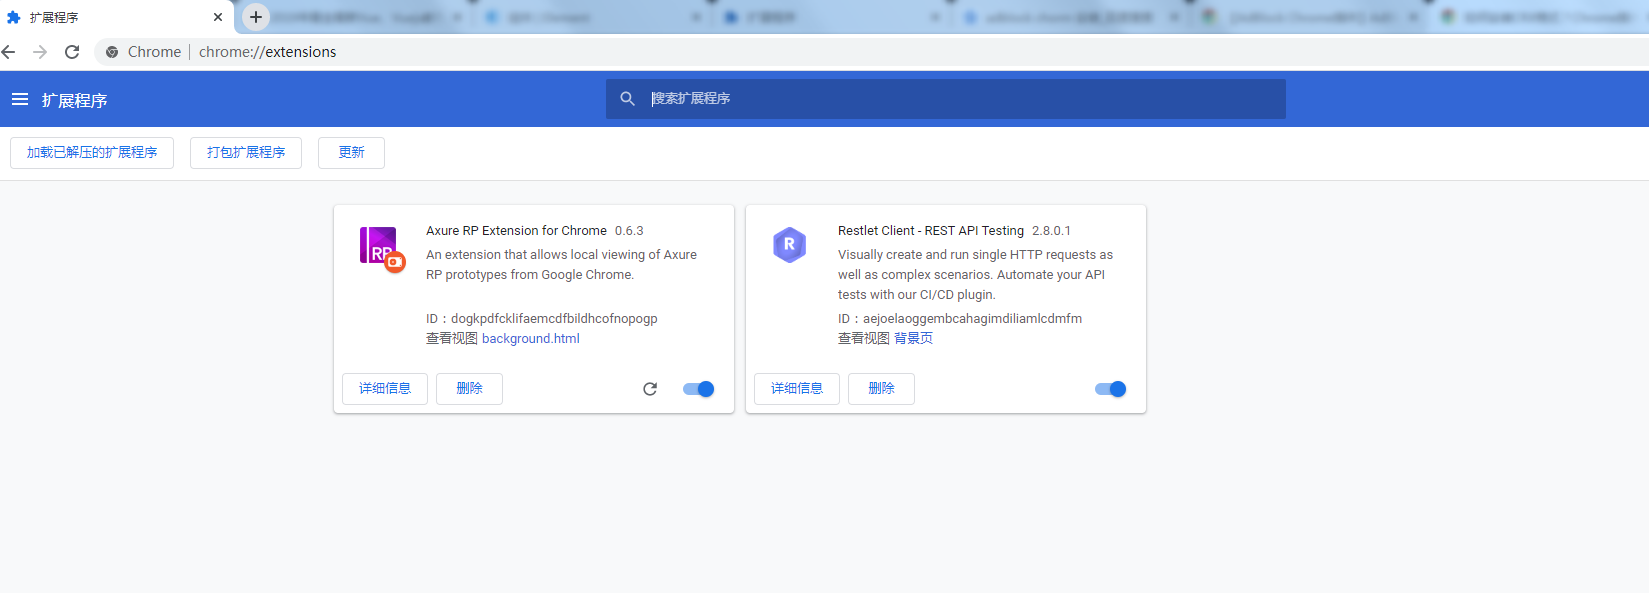 扩展程序
Chrome
chrome://extensions
扩展程序
搜索扩展程序
加载已解压的扩展程序
打包扩展程序
更新
RP
Axure RP Extension for Chrome 0.6.3
An extension that allows local viewing of Axure
RP prototypes from Google Chrome.
ID：dogkpdfcklifaemcdfbildhcofnopogp
查看视图 background.html
详细信息
删除
R
Restlet Client - REST API Testing 2.8.0.1
Visually create and run single HTTP requests as
well as complex scenarios. Automate your API
tests with our CI/CD plugin.
ID：aejoelaoggembcahagimdiliamlcdmfm
查看视图 背景页
详细信息
删除